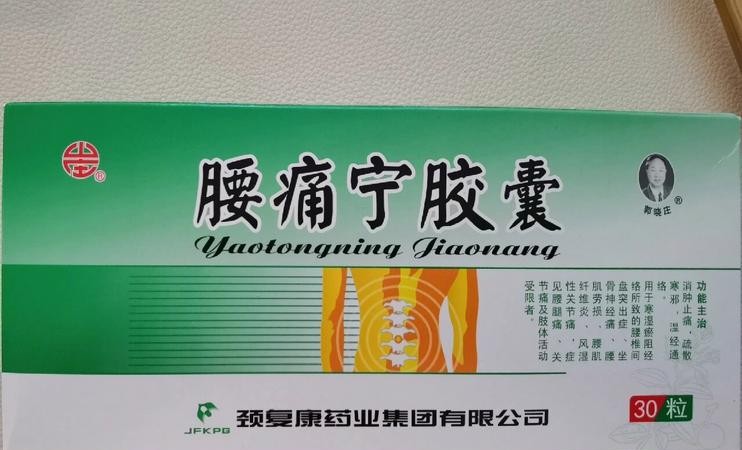 腰痛宁胶囊
Yaotongning Jiaonang
®
郭晓庄®
功能主治
消肿止痛，疏散
寒邪，温经通
络。
用于寒湿瘀阻经
络所致的腰椎间
盘突出症、坐
骨神经痛、腰
肌劳损、腰肌
纤维炎、风湿
性关节痛，症
见腰腿痛、关
节痛及肢体活动
受限者。
30粒
JFKPG
颈复康药业集团有限公司